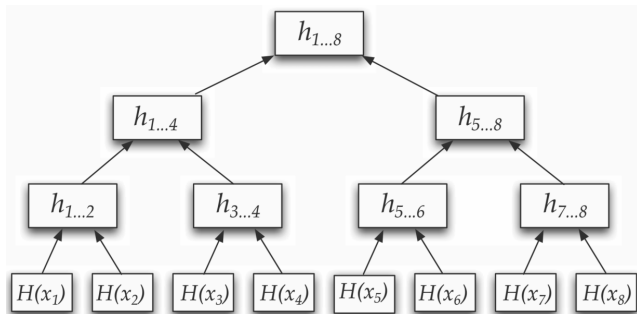 h1...8
h1...4 h5...8
h1...2 h3...4 h5...6 h7...8
H(x1) H(x2) H(x3) H(x4) H(x5) H(x6) H(x7) H(x8)